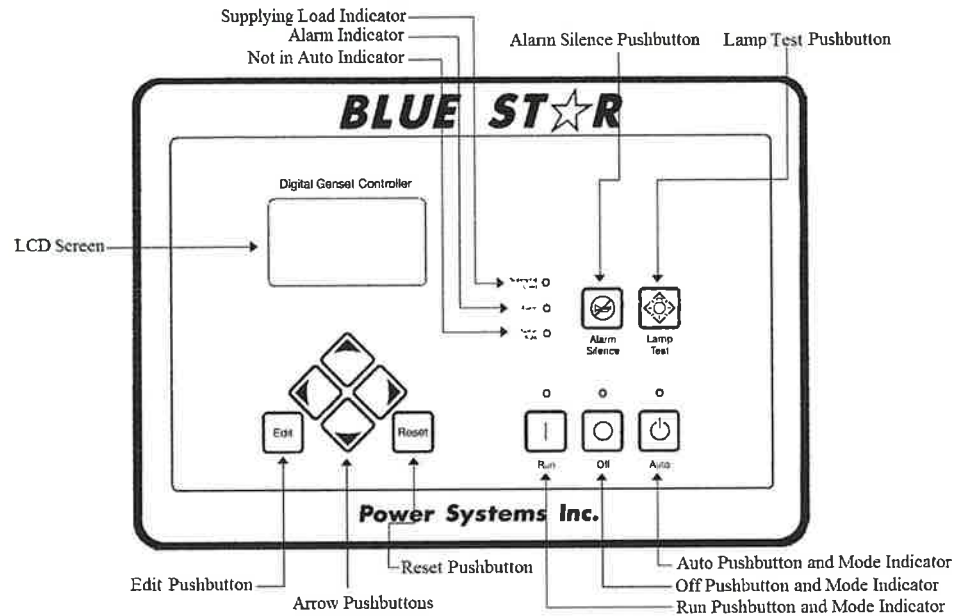 Supplying Load Indicator
Alarm Indicator
Not in Auto Indicator
Alarm Silence Pushbutton
Lamp Test Pushbutton
BLUE ST☆R
Digital Genset Controller
LCD Screen
Alarm
Silence
Lamp
Test
Edit
Reset
Run
Off
Auto
Power Systems Inc.
Edit Pushbutton
Arrow Pushbuttons
Reset Pushbutton
Auto Pushbutton and Mode Indicator
Off Pushbutton and Mode Indicator
Run Pushbutton and Mode Indicator